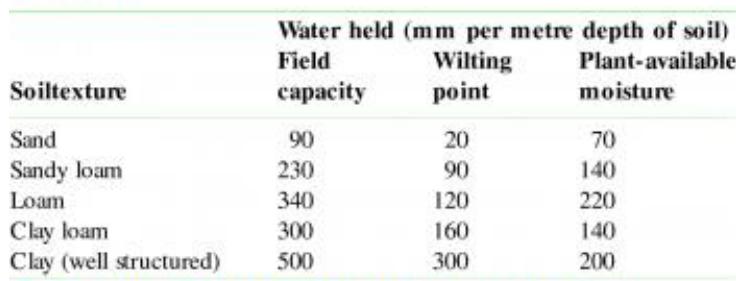 Water held (mm per metre depth of soil)
Field Wilting Plant-available
Soiltexture capacity point moisture
Sand 90 20 70
Sandy loam 230 90 140
Loam 340 120 220
Clay loam 300 160 140
Clay (well structured) 500 300 200